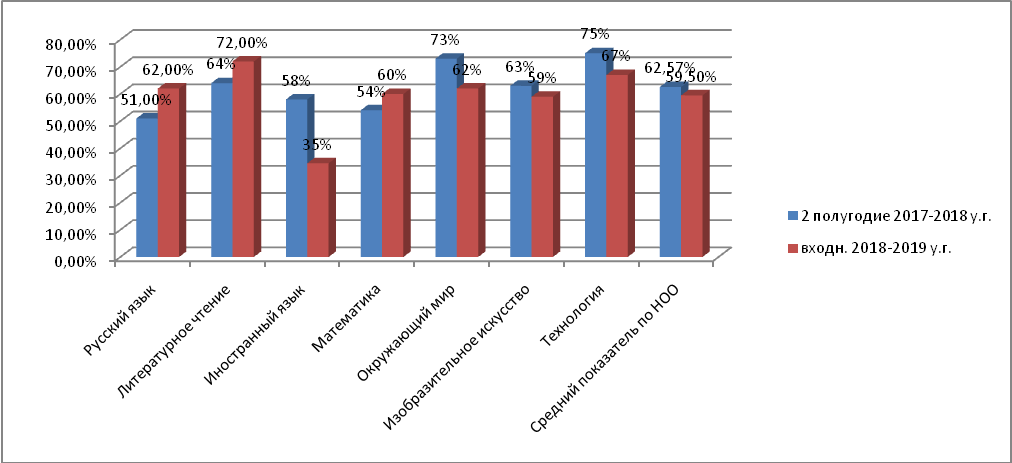 80,00%
70,00%
60,00%
50,00%
40,00%
30,00%
20,00%
10,00%
0,00%
51,00%
62,00%
64%
72,00%
58%
35%
54%
60%
73%
62%
63%
59%
75%
67%
62,57%
59,50%
Русский язык
Литературное чтение
Иностранный язык
Математика
Окружающий мир
Изобразительное искусство
Технология
Средний показатель по НОО
2 полугодие 2017-2018 у.г.
входн. 2018-2019 у.г.